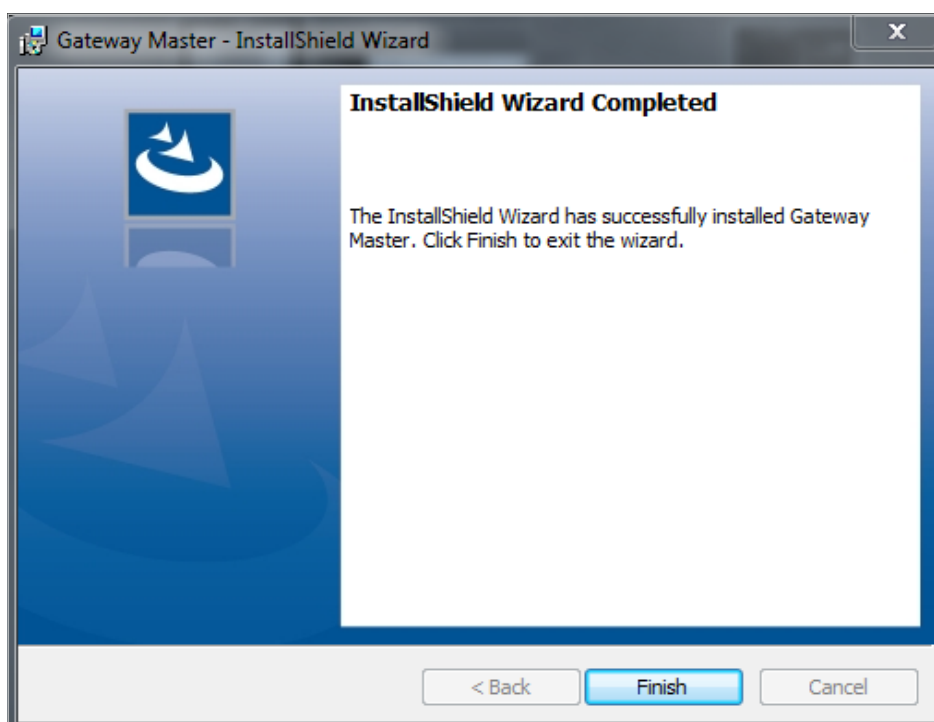 Gateway Master - InstallShield Wizard
x
InstallShield Wizard Completed
The InstallShield Wizard has successfully installed Gateway
Master. Click Finish to exit the wizard.
< Back
Finish
Cancel